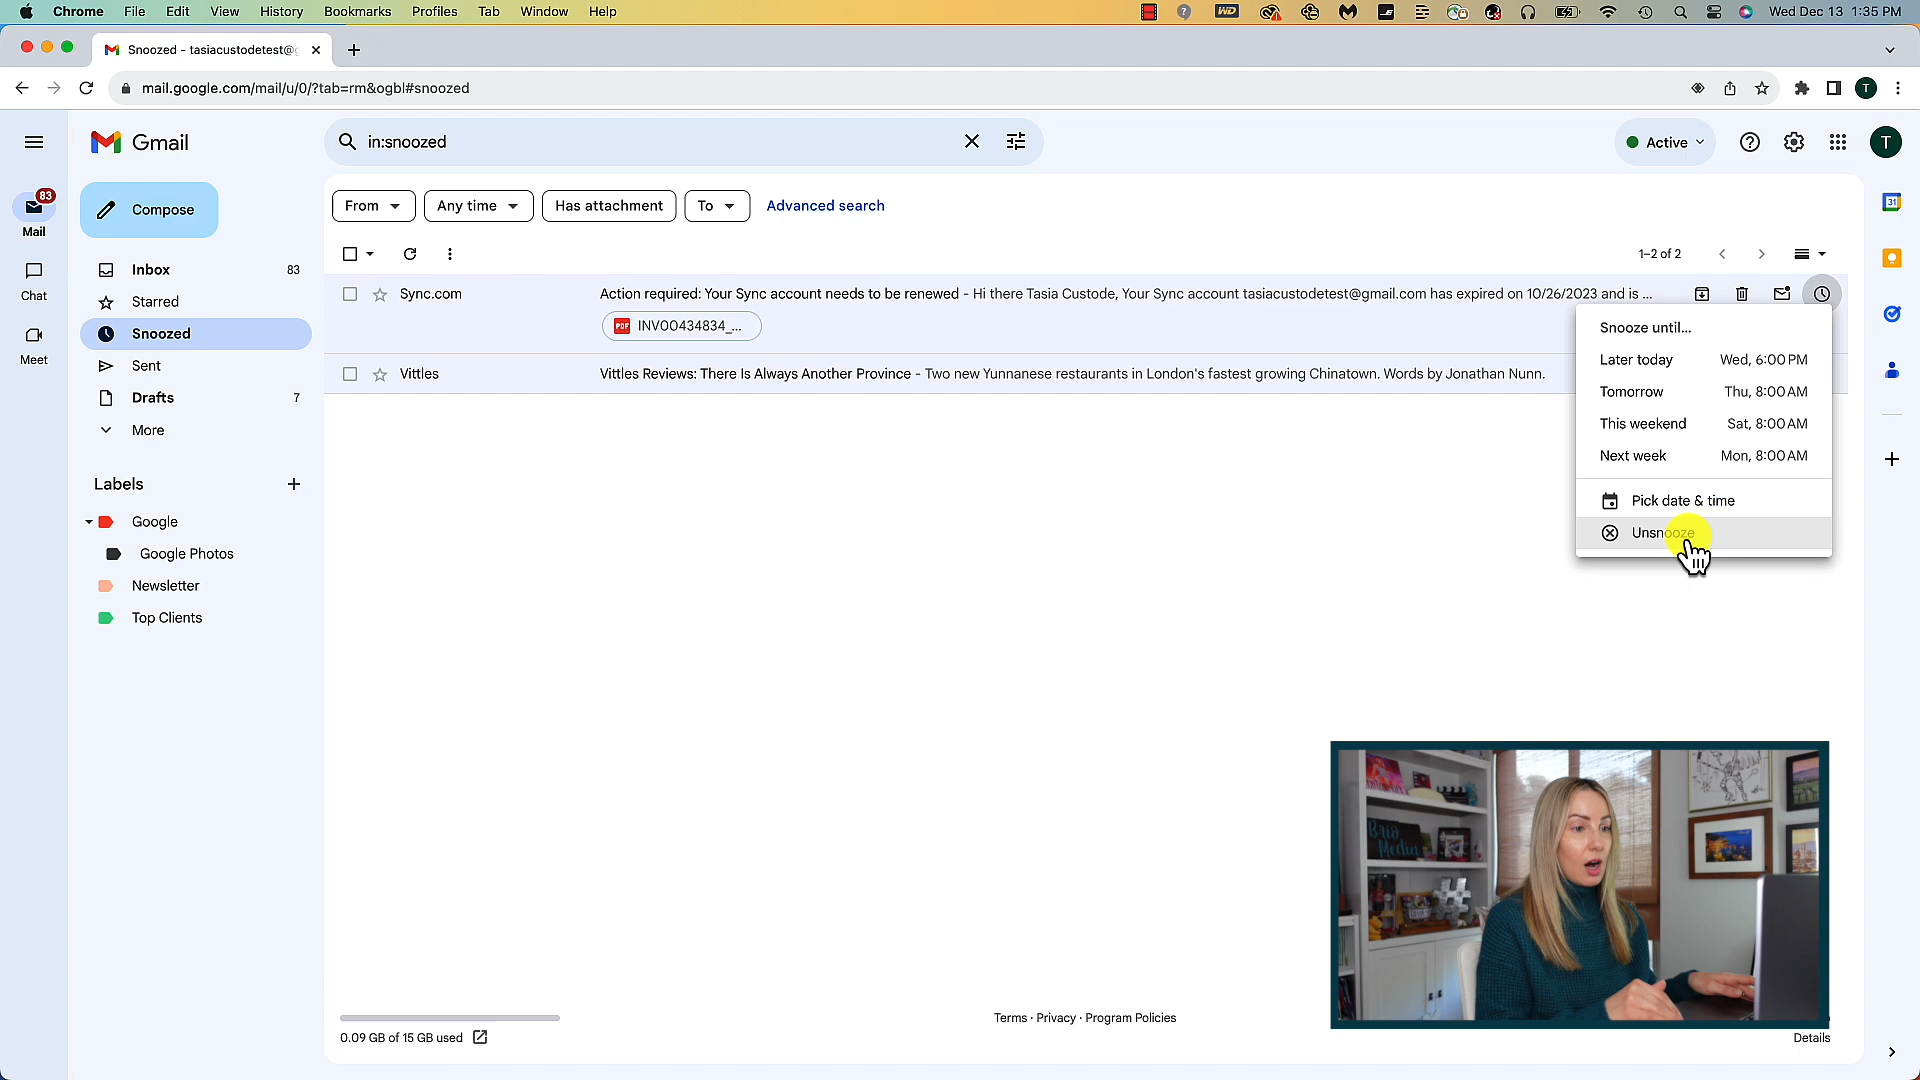 Chrome File Edit View History Bookmarks Profiles Tab Window Help
WD
Wed Dec 13 1:35 PM
Snoozed - tasiacustodetest@
mail.google.com/mail/u/0/?tab=rm&ogbl#snoozed
T
Gmail
in:snoozed
Active
T
83
Mail
Chat
Meet
Compose
Inbox 83
Starred
Snoozed
Sent
Drafts 7
More
Labels
Google
Google Photos
Newsletter
Top Clients
From
Any time
Has attachment
To
Advanced search
1–2 of 2
31
Sync.com Action required: Your Sync account needs to be renewed - Hi there Tasia Custode, Your Sync account tasiacustodetest@gmail.com has expired on 10/26/2023 and is ...
PDF INVOO434834_...
Vittles Vittles Reviews: There Is Always Another Province - Two new Yunnanese restaurants in London's fastest growing Chinatown. Words by Jonathan Nunn.
Snooze until...
Later today Wed, 6:00 PM
Tomorrow Thu, 8:00 AM
This weekend Sat, 8:00 AM
Next week Mon, 8:00 AM
Pick date & time
Unsnooze
Brio
Media
0.09 GB of 15 GB used
Terms · Privacy · Program Policies
Details